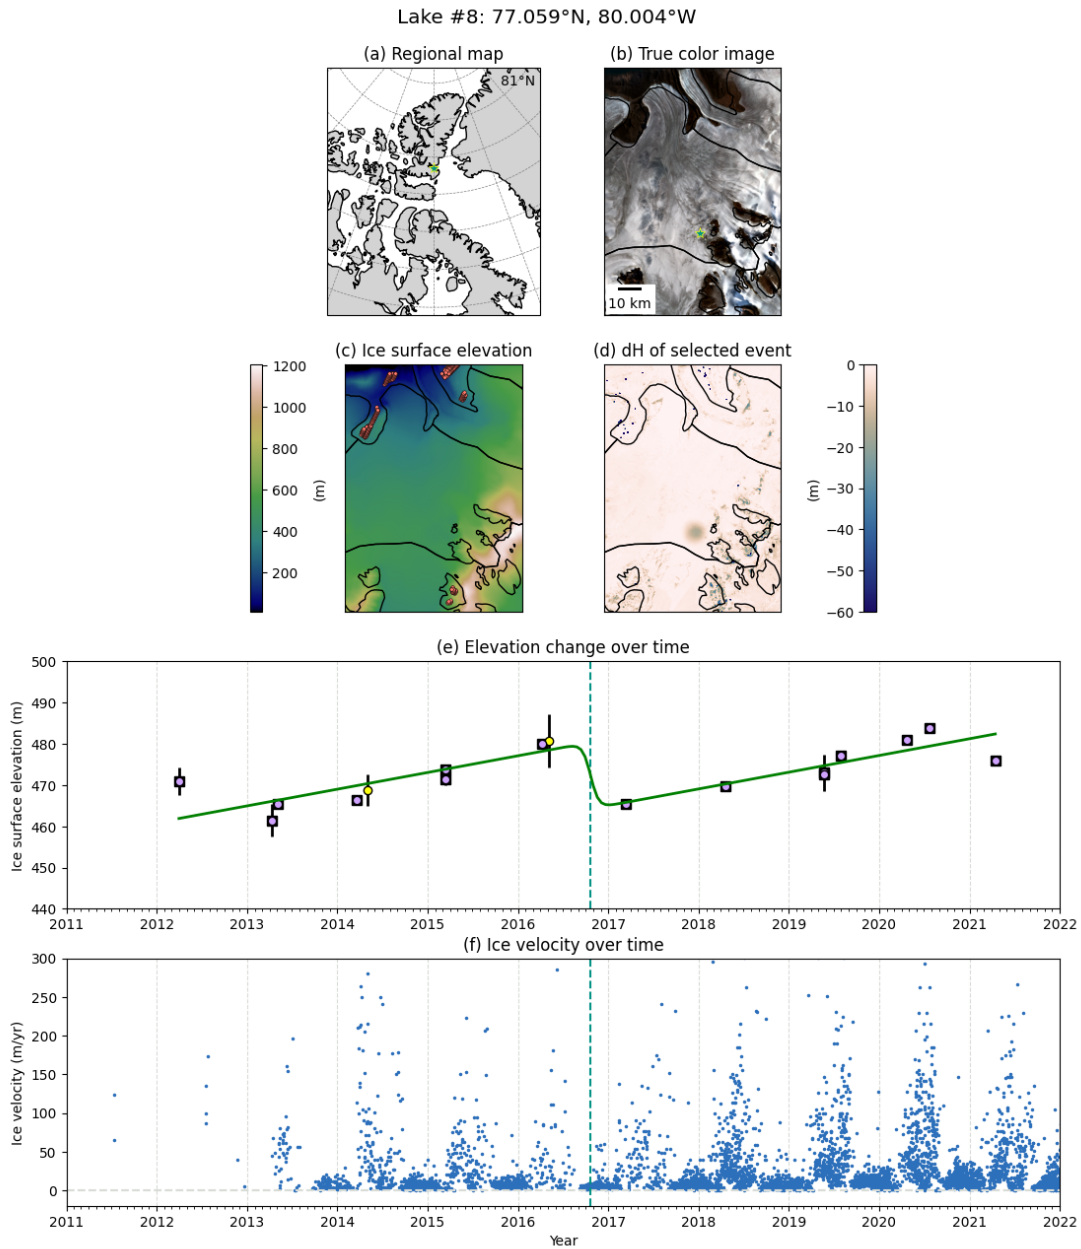 Lake #8: 77.059°N, 80.004°W
(a) Regional map
(b) True color image
81°N
10 km
(c) Ice surface elevation
(d) dH of selected event
1200
1000
800
600
400
200
(m)
0
−10
−20
−30
−40
−50
−60
(m)
(e) Elevation change over time
500
490
480
470
460
450
440
Ice surface elevation (m)
2011 2012 2013 2014 2015 2016 2017 2018 2019 2020 2021 2022
(f) Ice velocity over time
300
250
200
150
100
50
0
Ice velocity (m/yr)
2011 2012 2013 2014 2015 2016 2017 2018 2019 2020 2021 2022
Year